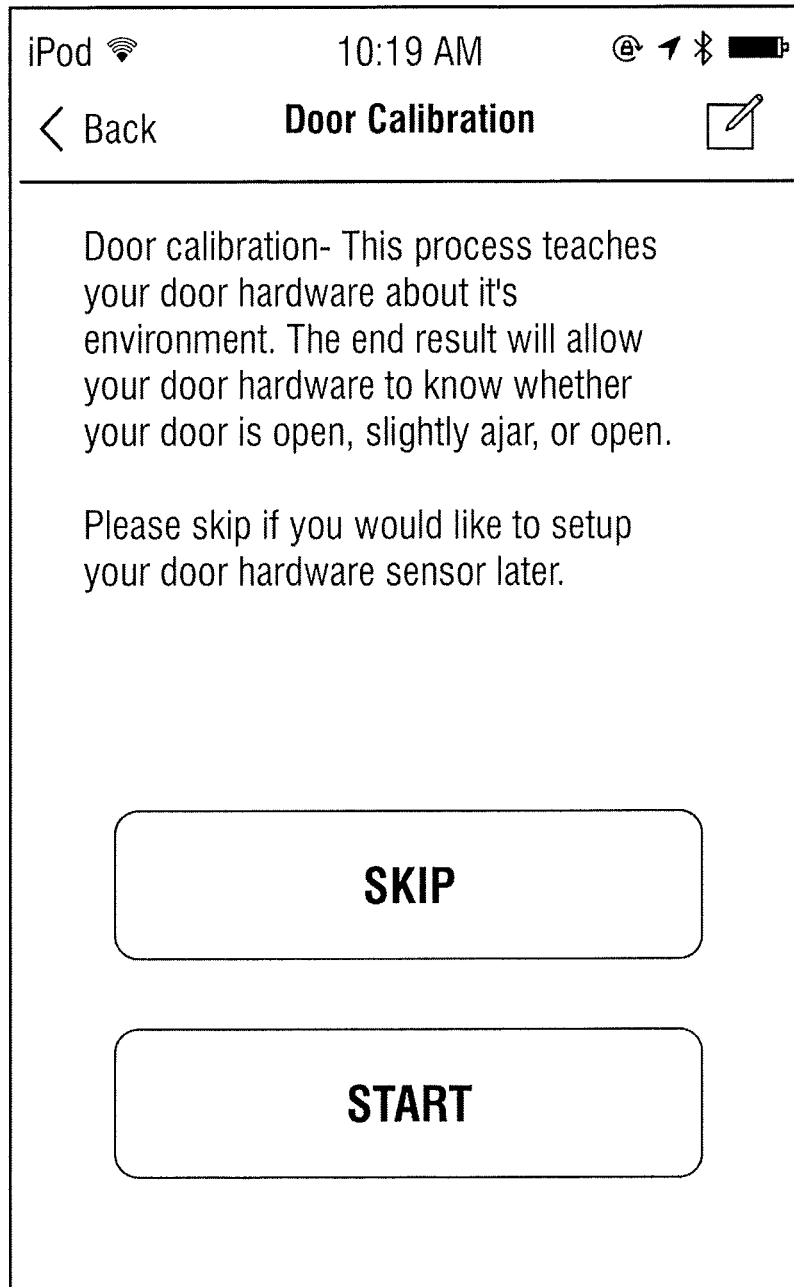 iPod 10:19 AM
Back Door Calibration
Door calibration- This process teaches
your door hardware about it's
environment. The end result will allow
your door hardware to know whether
your door is open, slightly ajar, or open.
Please skip if you would like to setup
your door hardware sensor later.
SKIP
START